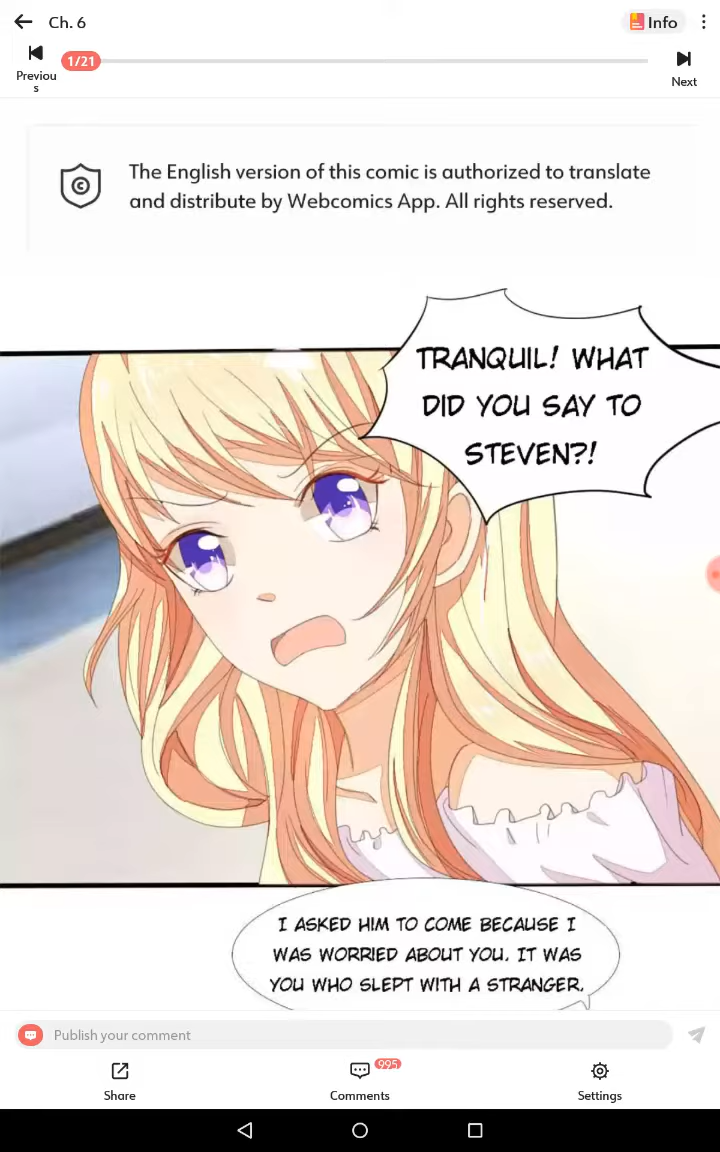 Ch. 6
Info
Previou
s
1/21
Next
The English version of this comic is authorized to translate
and distribute by Webcomics App. All rights reserved.
TRANQUIL! WHAT
DID YOU SAY TO
STEVEN?!
I ASKED HIM TO COME BECAUSE I
WAS WORRIED ABOUT YOU. IT WAS
YOU WHO SLEPT WITH A STRANGER.
Publish your comment
995
Share
Comments
Settings